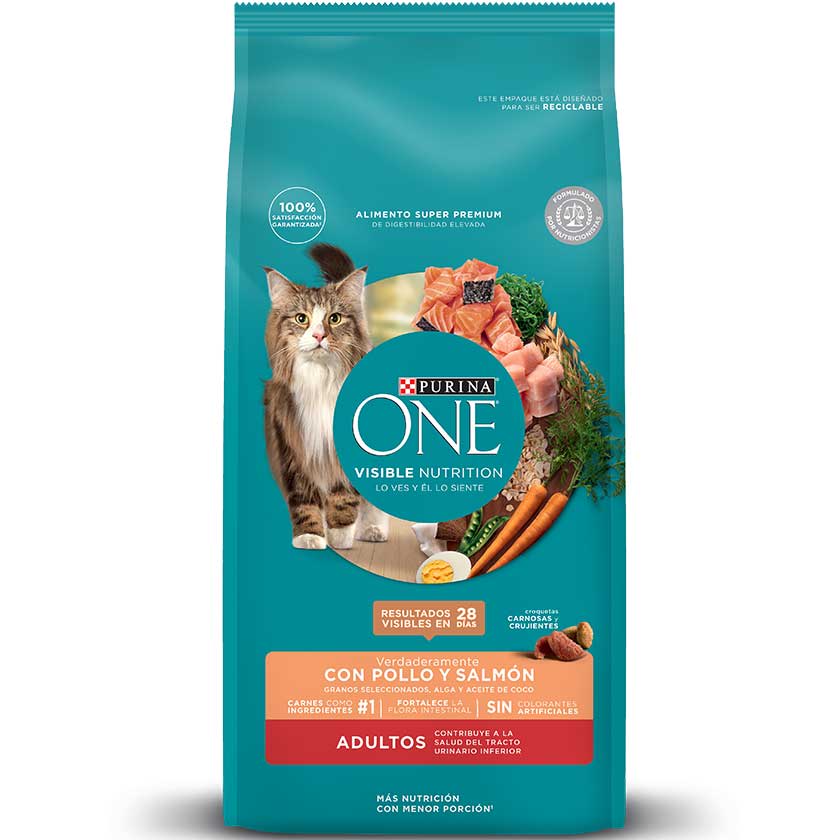 ESTE EMPAQUE ESTÁ DISEÑADO
PARA SER RECICLABLE
100%
SATISFACCIÓN
GARANTIZADA²
ALIMENTO SUPER PREMIUM
DE DIGESTIBILIDAD ELEVADA
FORMULADO
POR NUTRICIONISTAS
PURINA
ONE
VISIBLE NUTRITION
LO VES Y ÉL LO SIENTE
RESULTADOS
VISIBLES EN
28
DÍAS
croquetas
CARNOSAS y
CRUJIENTES
Verdaderamente
CON POLLO Y SALMÓN
GRANOS SELECCIONADOS, ALGA Y ACEITE DE COCO
CARNES COMO
INGREDIENTES #1
FORTALECE LA
FLORA INTESTINAL
SIN COLORANTES
ARTIFICIALES
ADULTOS
CONTRIBUYE A LA
SALUD DEL TRACTO
URINARIO INFERIOR
MÁS NUTRICIÓN
CON MENOR PORCIÓN¹